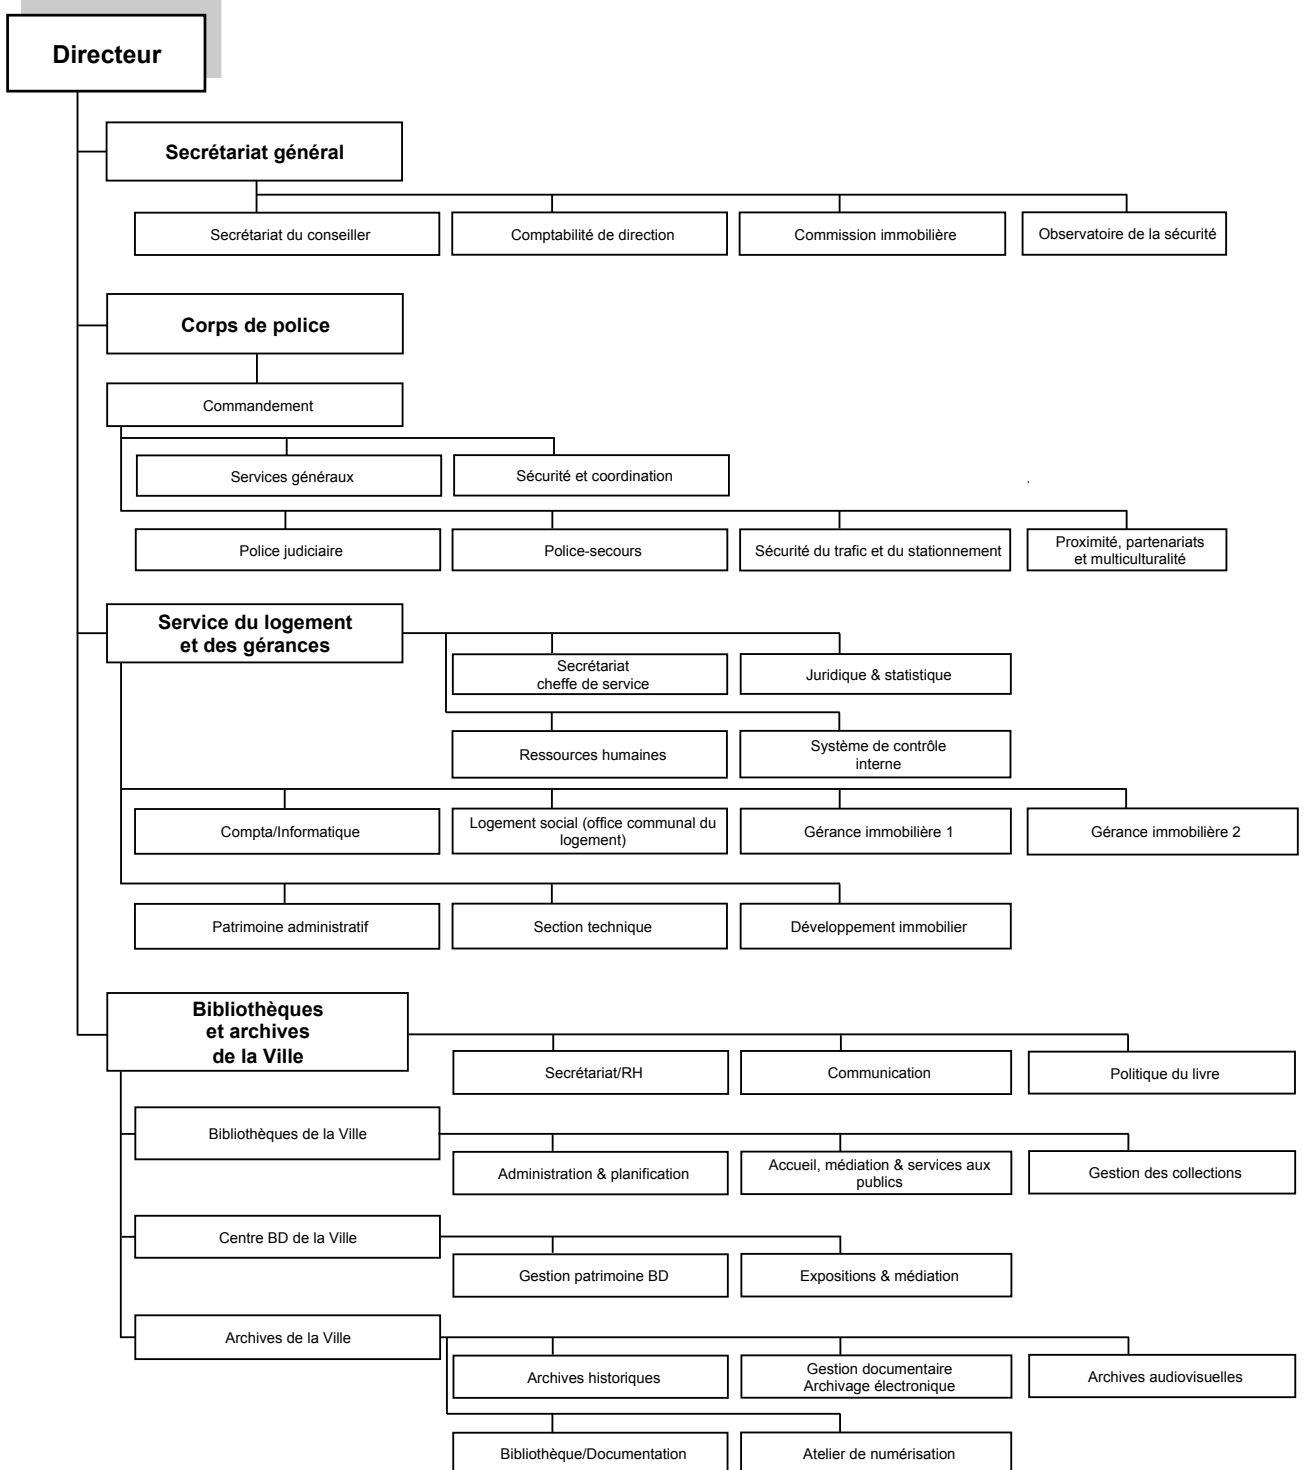 Directeur
Secrétariat général
Secrétariat du conseiller
Comptabilité de direction
Commission immobilière
Observatoire de la sécurité
Corps de police
Commandement
Services généraux
Sécurité et coordination
Police judiciaire
Police-secours
Sécurité du trafic et du stationnement
Proximité, partenariats
et multiculturalité
Service du logement
et des gérances
Secrétariat
cheffe de service
Juridique & statistique
Ressources humaines
Système de contrôle
interne
Compta/Informatique
Logement social (office communal du
logement)
Gérance immobilière 1
Gérance immobilière 2
Patrimoine administratif
Section technique
Développement immobilier
Bibliothèques
et archives
de la Ville
Secrétariat/RH
Communication
Politique du livre
Bibliothèques de la Ville
Administration & planification
Accueil, médiation & services aux
publics
Gestion des collections
Centre BD de la Ville
Gestion patrimoine BD
Expositions & médiation
Archives de la Ville
Archives historiques
Gestion documentaire
Archivage électronique
Archives audiovisuelles
Bibliothèque/Documentation
Atelier de numérisation